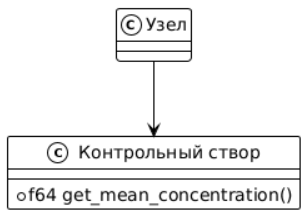 C Узел
C Контрольный створ
f64 get_mean_concentration()